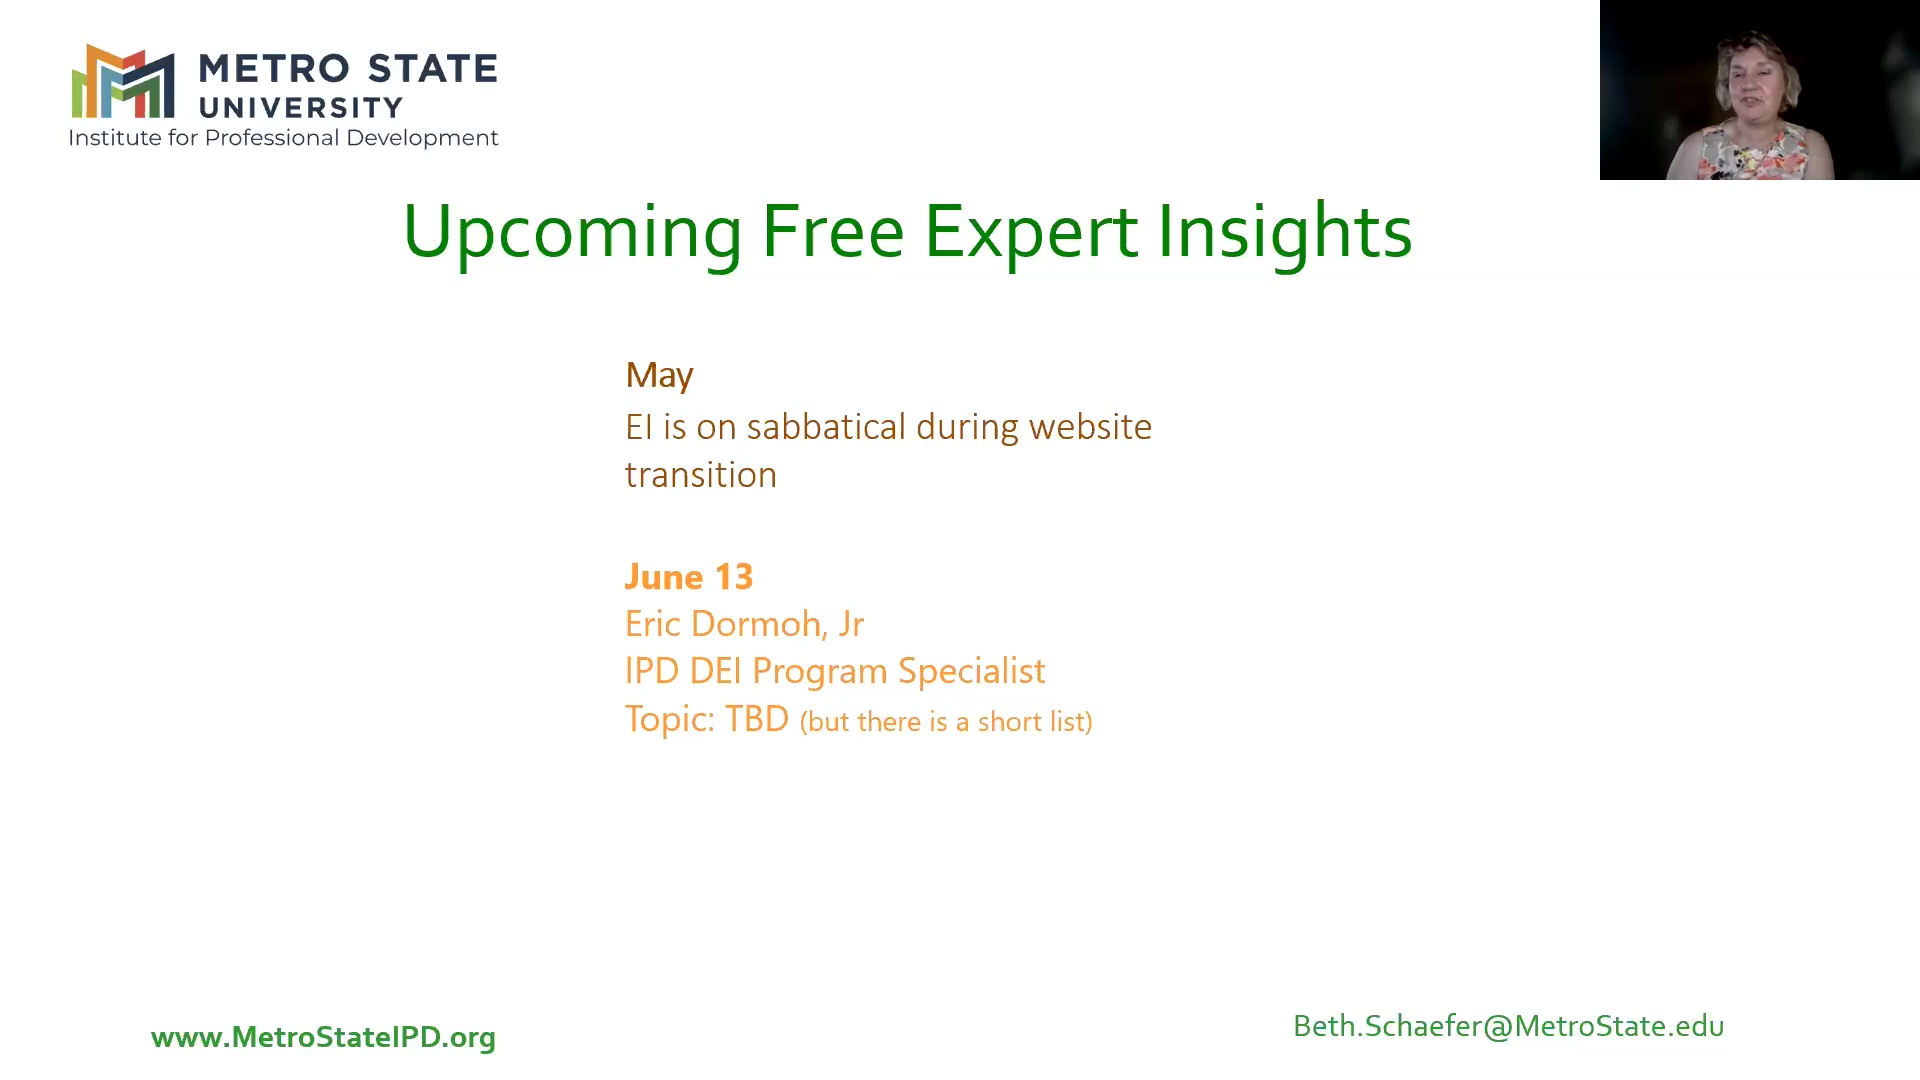 METRO STATE
UNIVERSITY
Institute for Professional Development
Upcoming Free Expert Insights
May
EI is on sabbatical during website
transition
June 13
Eric Dormoh, Jr
IPD DEI Program Specialist
Topic: TBD (but there is a short list)
www.MetroStateIPD.org
Beth.Schaefer@MetroState.edu